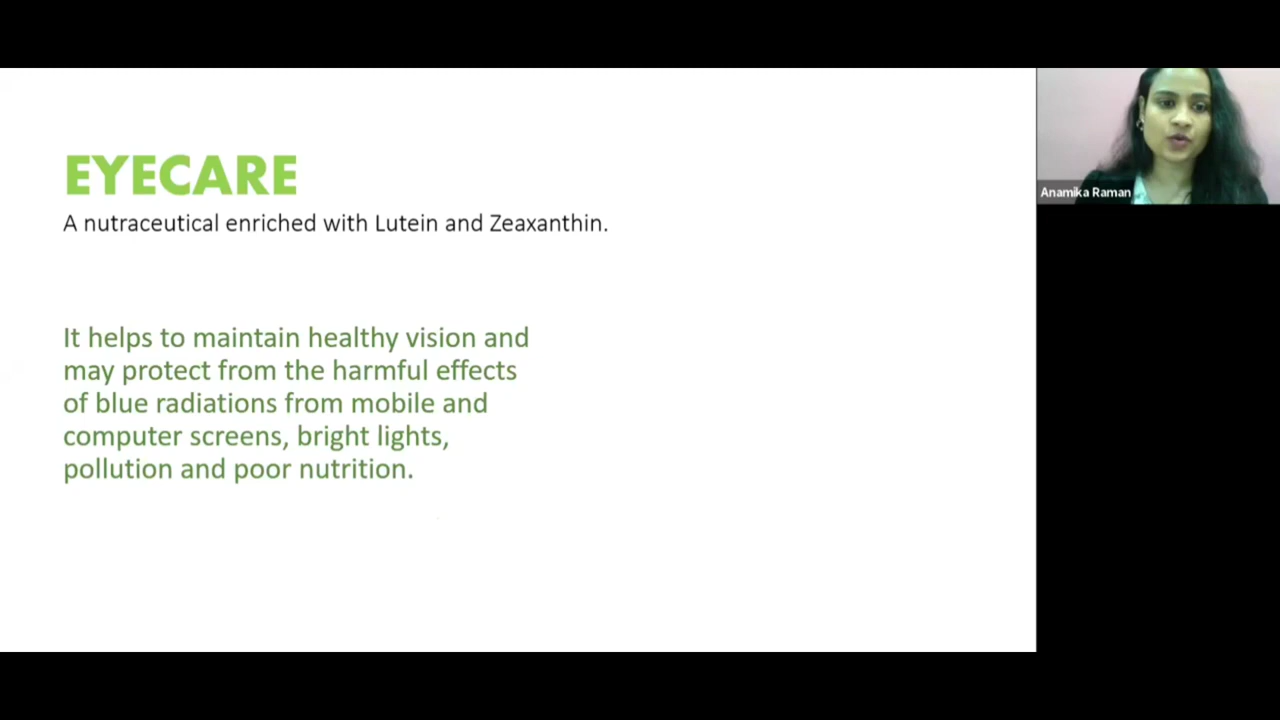 EYECARE
A nutraceutical enriched with Lutein and Zeaxanthin.
It helps to maintain healthy vision and
may protect from the harmful effects
of blue radiations from mobile and
computer screens, bright lights,
pollution and poor nutrition.
Anamika Raman